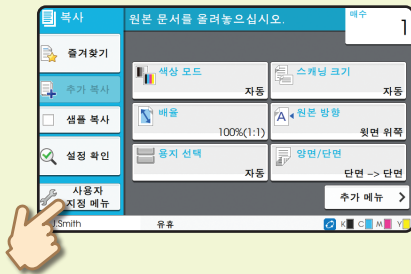 복사
원본 문서를 올려놓으십시오.
매수
1
즐겨찾기
추가 복사
샘플 복사
설정 확인
사용자
지정 메뉴
색상 모드
자동
스캐닝 크기
자동
배율
100%(1:1)
원본 방향
윗면 위쪽
용지 선택
자동
양면/단면
단면 -> 단면
추가 메뉴
Smith
유휴
K C M Y